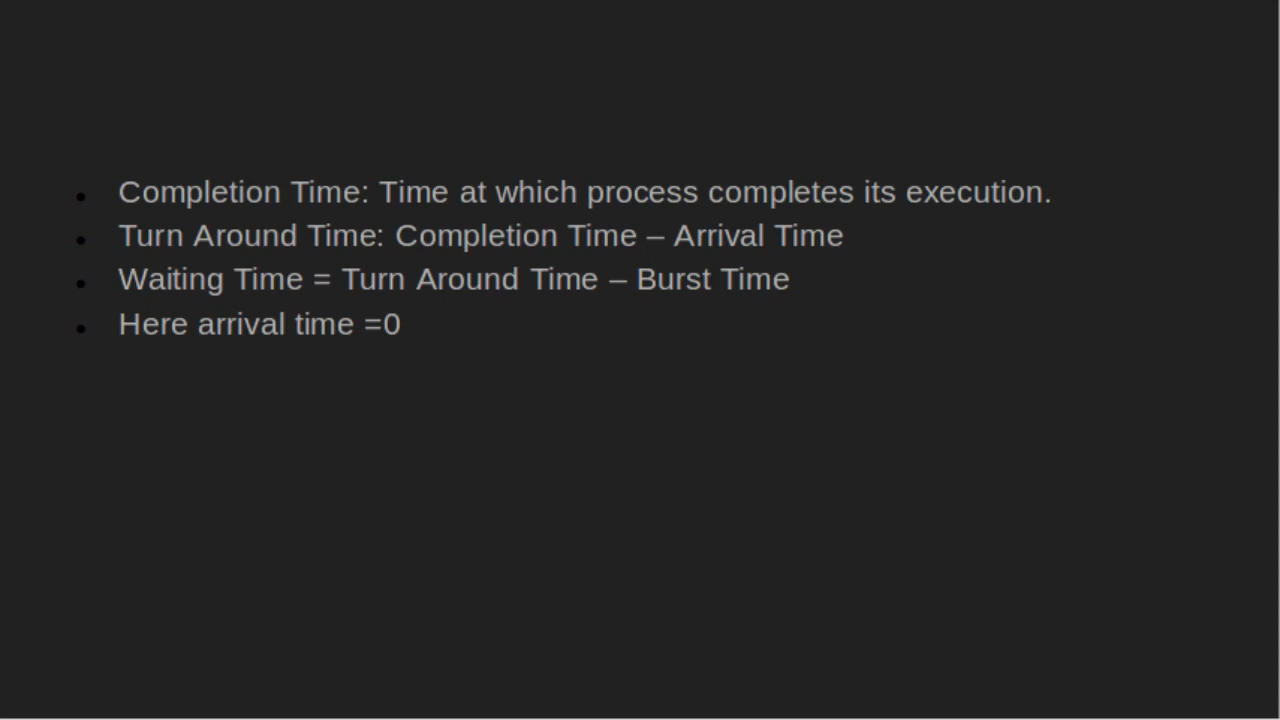 • Completion Time: Time at which process completes its execution.
• Turn Around Time: Completion Time – Arrival Time
• Waiting Time = Turn Around Time – Burst Time
• Here arrival time =0